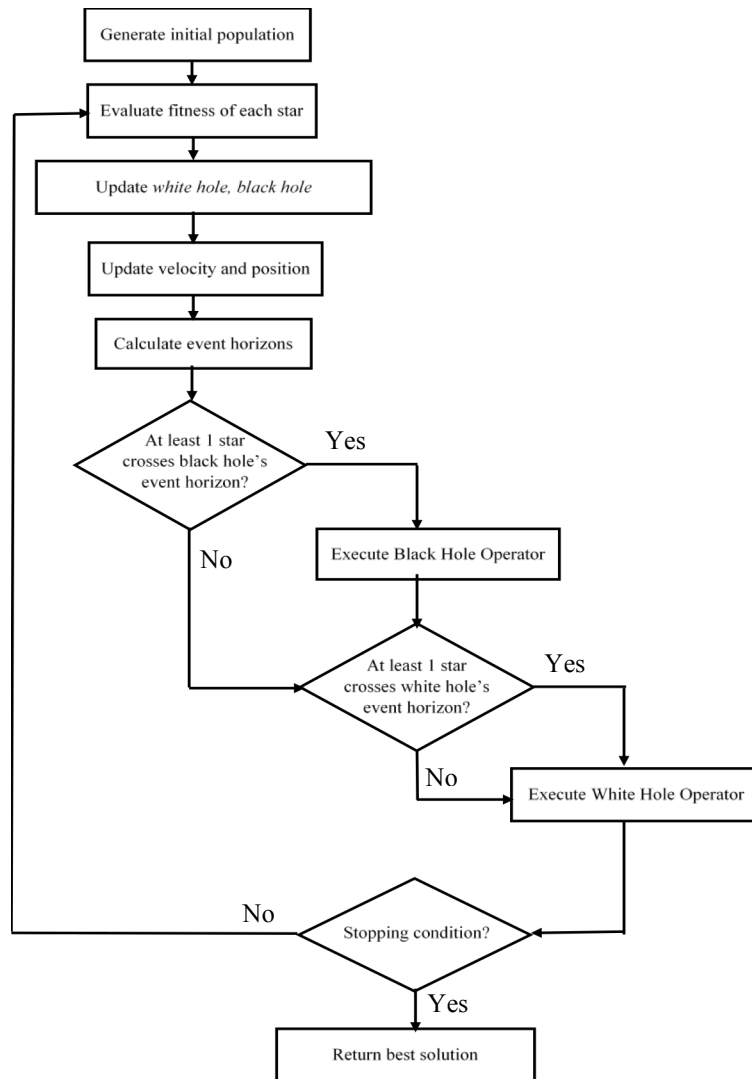 Generate initial population
Evaluate fitness of each star
Update white hole, black hole
Update velocity and position
Calculate event horizons
At least 1 star
crosses black hole's
event horizon?
Yes
No
Execute Black Hole Operator
At least 1 star
crosses white hole's
event horizon?
Yes
No
Execute White Hole Operator
Stopping condition?
No
Yes
Return best solution